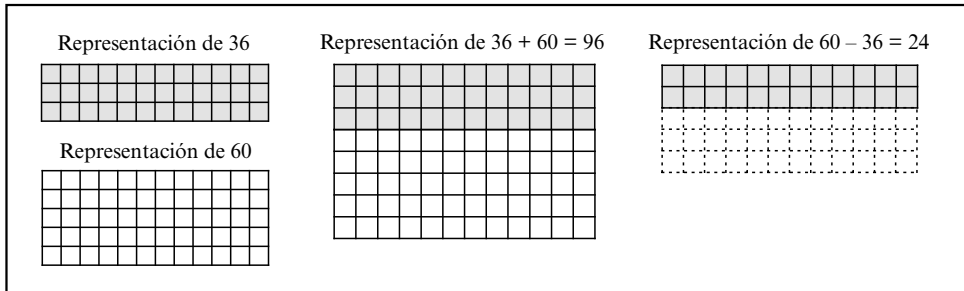 Representación de 36
Representación de 60
Representación de 36 + 60 = 96
Representación de 60 – 36 = 24